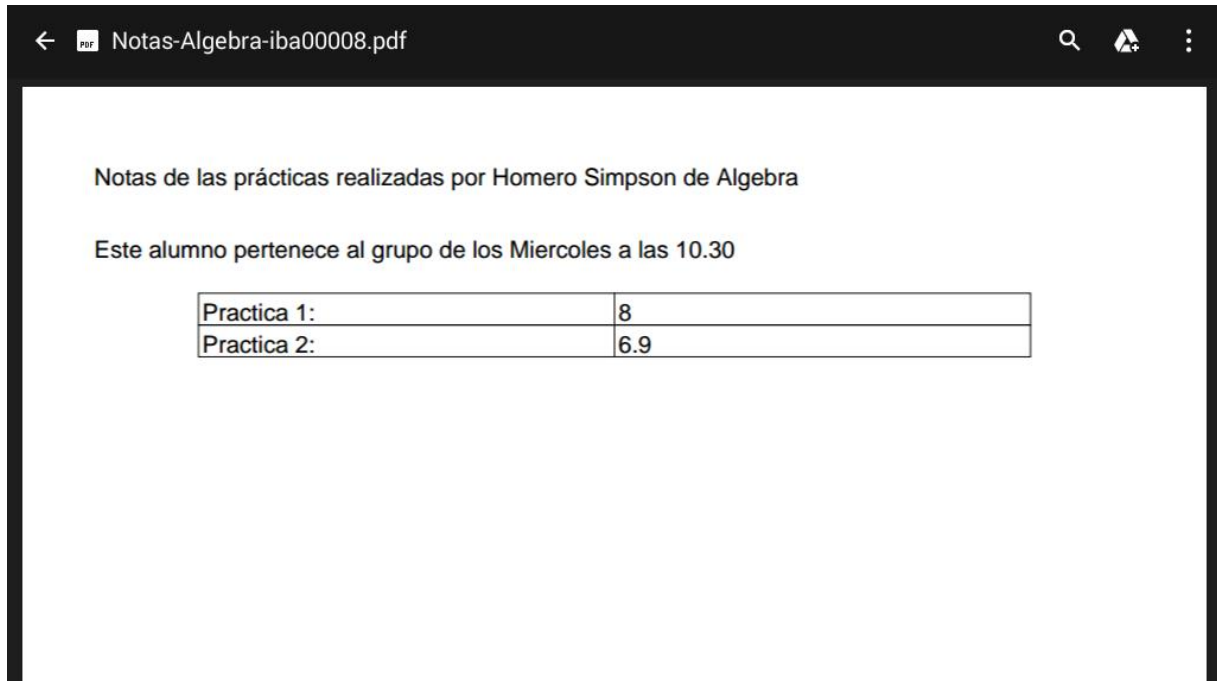 PDF Notas-Algebra-iba00008.pdf
Notas de las prácticas realizadas por Homero Simpson de Algebra
Este alumno pertenece al grupo de los Miercoles a las 10.30
Practica 1: 8
Practica 2: 6.9